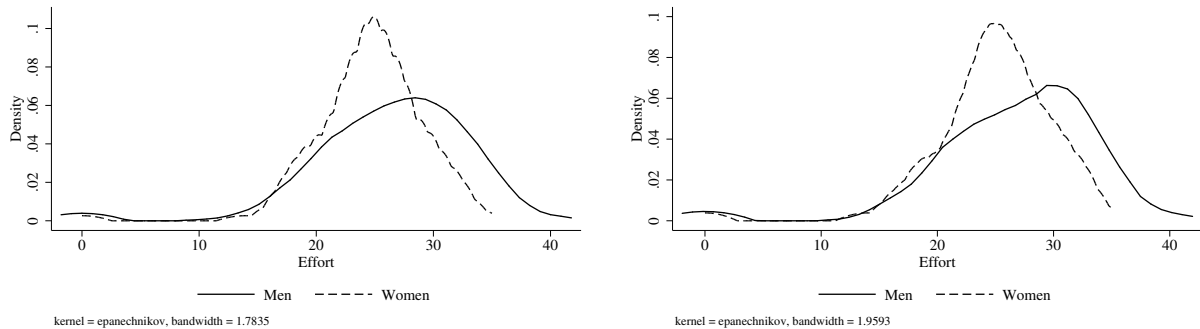 .1
.08
.06
.04
.02
0
Density
0 10 20 30 40
Effort
Men Women
kernel = epanechnikov, bandwidth = 1.7835
.1
.08
.06
.04
.02
0
Density
0 10 20 30 40
Effort
Men Women
kernel = epanechnikov, bandwidth = 1.9593